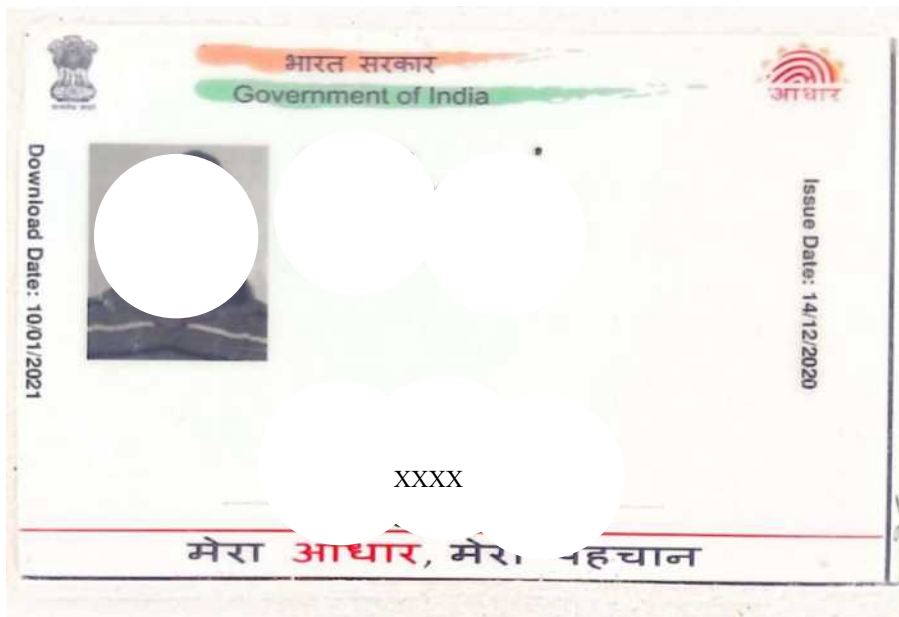 भारत सरकार
Government of India
आधार
Download Date: 10/01/2021
Issue Date: 14/12/2020
XXXX
मेरा आधार, मेरा पहचान